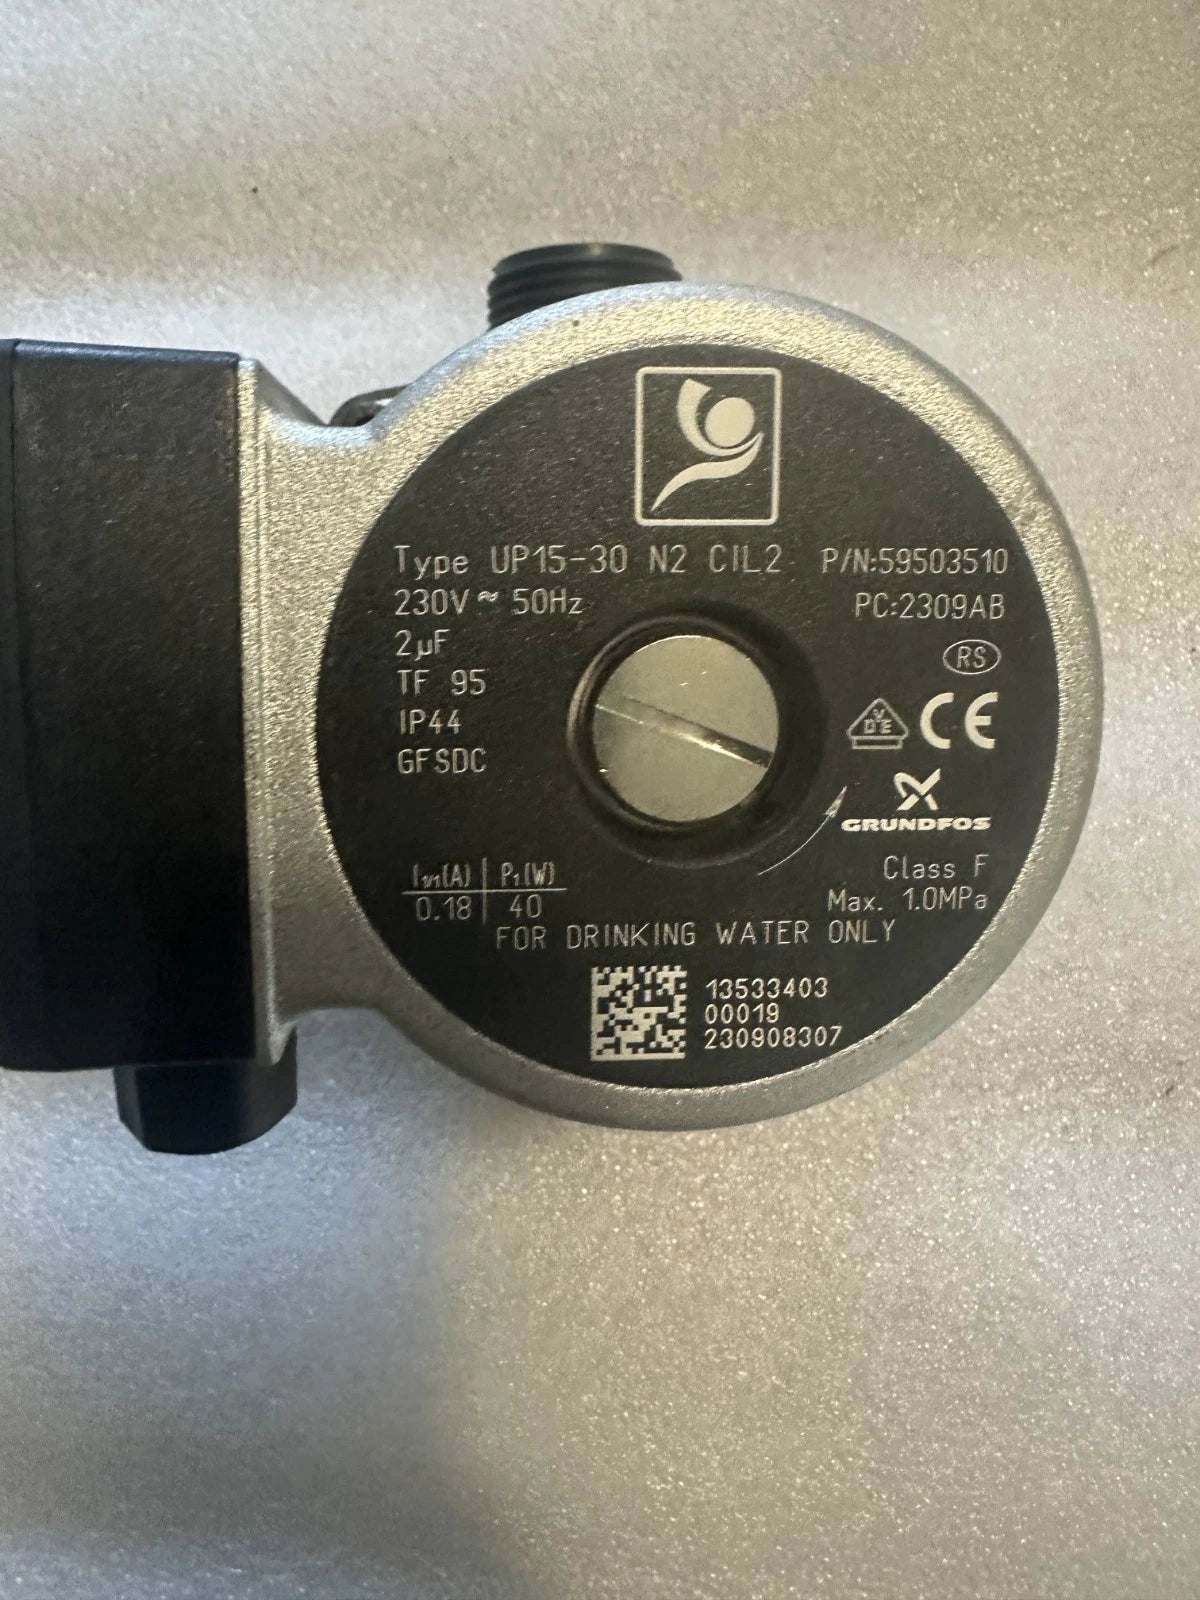 Type UP15-30 N2 CIL2 P/N:59503510
230V ≈ 50Hz PC:2309AB
2µF
RS
TF 95
IP44
VDE CE
GFSDC
GRUNDFOS
I₁/₁(A) P₁(W)
0.18 40
Class F
Max. 1.0MPa
FOR DRINKING WATER ONLY
13533403
00019
230908307